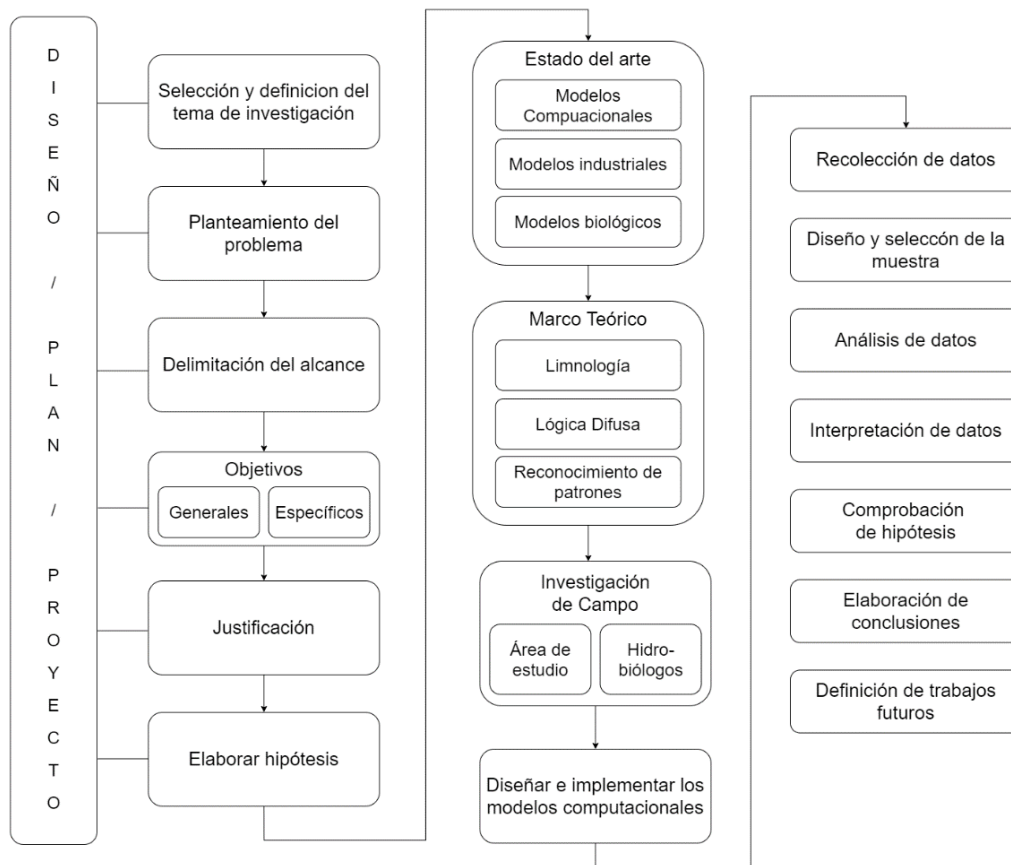 DISEÑO / PLAN / PROYECTO
Selección y definicion del
tema de investigación
Planteamiento del
problema
Delimitación del alcance
Objetivos
Generales
Específicos
Justificación
Elaborar hipótesis
Estado del arte
Modelos
Compuacionales
Modelos industriales
Modelos biológicos
Marco Teórico
Limnología
Lógica Difusa
Reconocimiento de
patrones
Investigación
de Campo
Área de
estudio
Hidro-
biólogos
Diseñar e implementar los
modelos computacionales
Recolección de datos
Diseño y seleccón de la
muestra
Análisis de datos
Interpretación de datos
Comprobación
de hipótesis
Elaboración de
conclusiones
Definición de trabajos
futuros